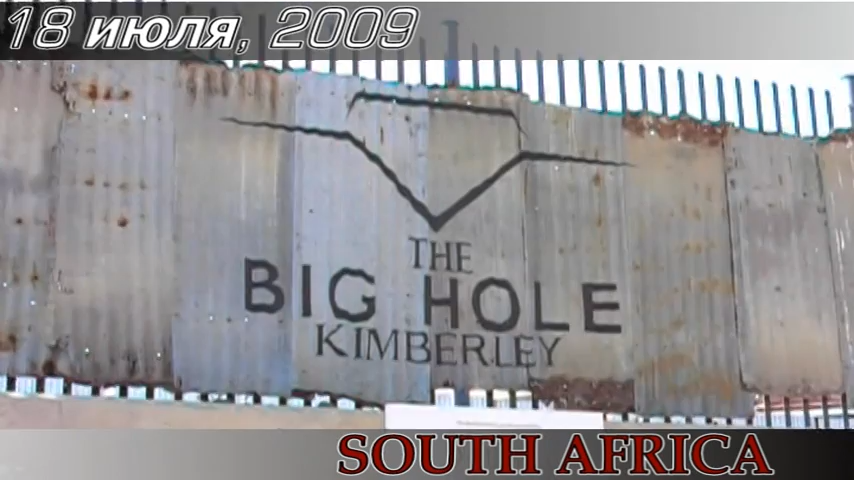 18 июля, 2009
THE
BIG HOLE
KIMBERLEY
SOUTH AFRICA